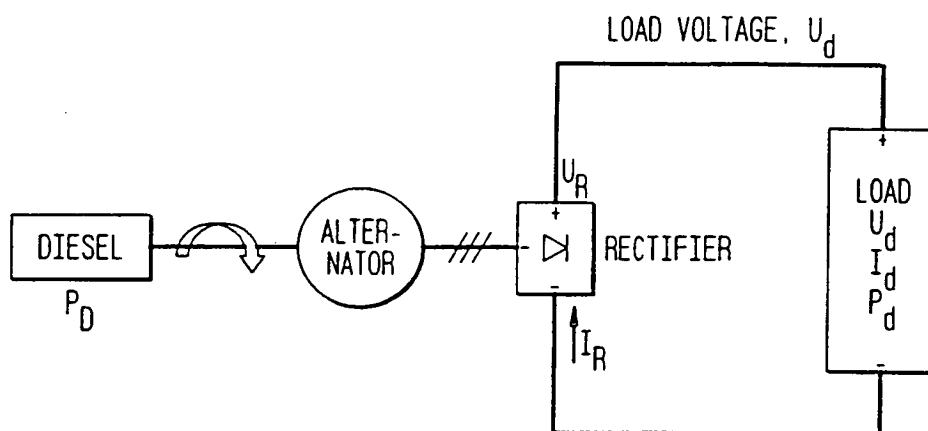 LOAD VOLTAGE, U_d
+
+
U_R
LOAD
U_d
I_d
P_d
+
DIESEL
ALTER-
NATOR
-
RECTIFIER
-
P_D
I_R
-